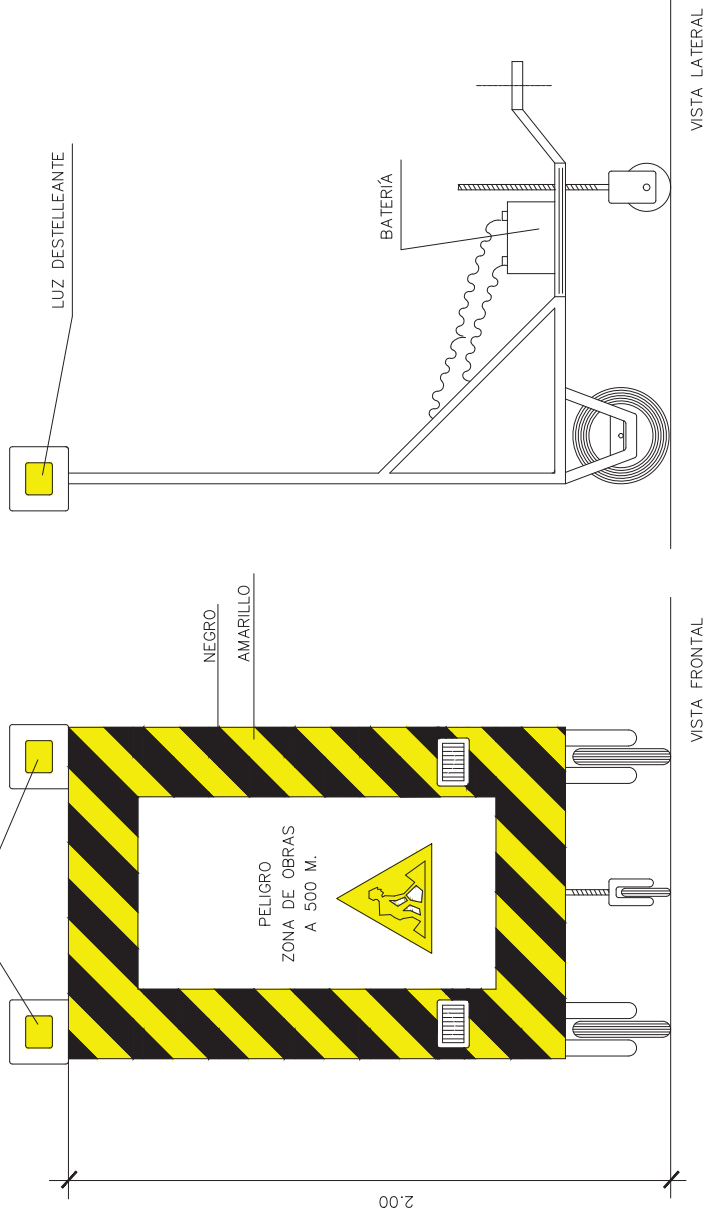 LUZ DESTELLEANTE
BATERÍA
VISTA LATERAL
NEGRO
AMARILLO
PELIGRO
ZONA DE OBRAS
A 500 M.
VISTA FRONTAL
2.00